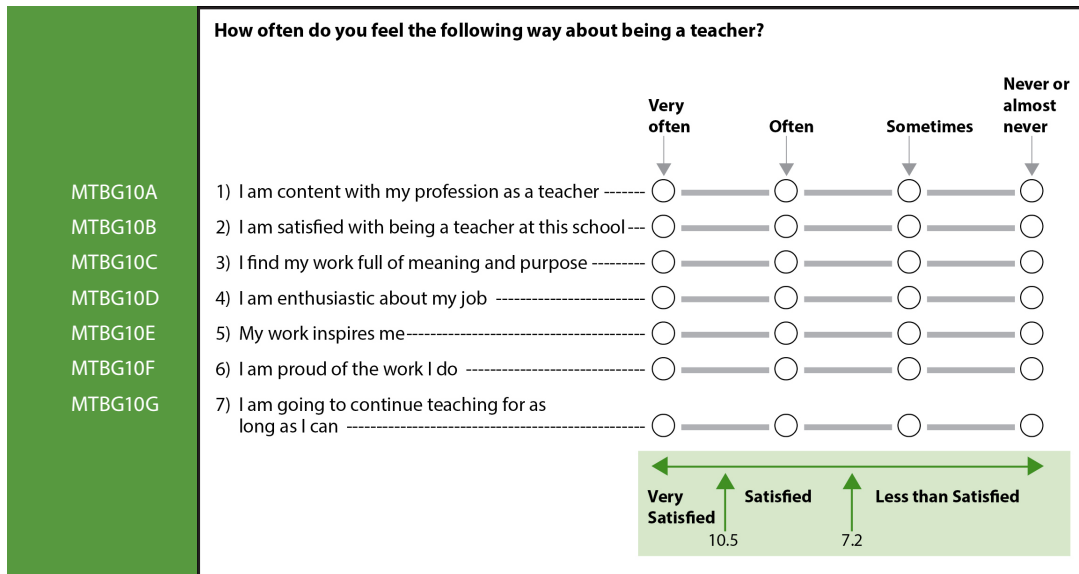 How often do you feel the following way about being a teacher?
Never or
Very almost
often Often Sometimes never
MTBG10A 1) I am content with my profession as a teacher -------
MTBG10B 2) I am satisfied with being a teacher at this school ---
MTBG10C 3) I find my work full of meaning and purpose ---------
MTBG10D 4) I am enthusiastic about my job -------------------------
MTBG10E 5) My work inspires me----------------------------------------
MTBG10F 6) I am proud of the work I do ------------------------------
MTBG10G 7) I am going to continue teaching for as
long as I can --------------------------------------------------
Very Satisfied Less than Satisfied
Satisfied
10.5 7.2